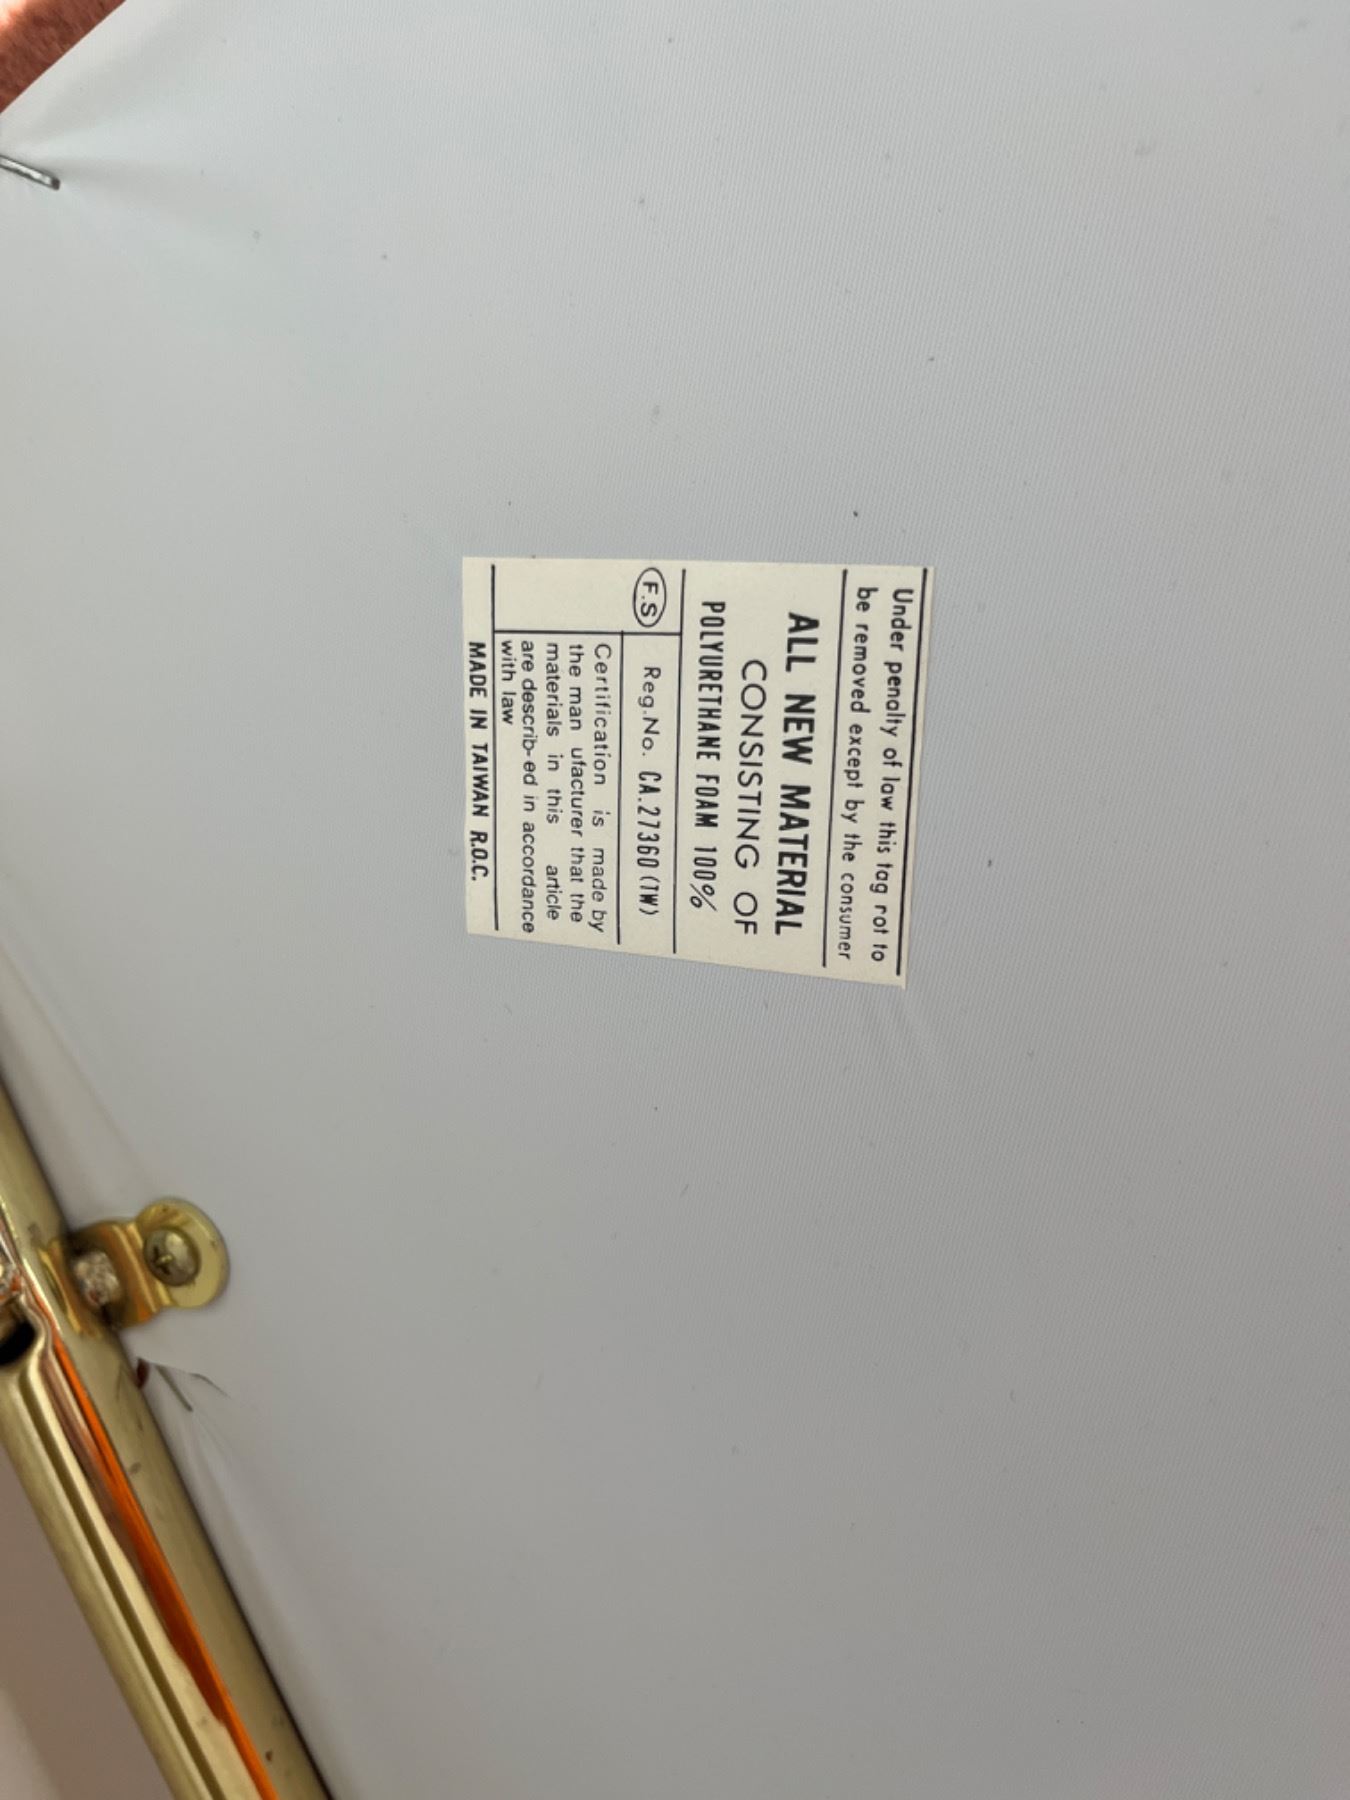 Under penalty of law this tag rot to
be removed except by the consumer
ALL NEW MATERIAL
CONSISTING OF
POLYURETHANE FOAM 100%
F.S
Reg.No. CA.27360 (TW)
Certification is made by
the man ufacturer that the
materials in this article
are describ-ed in accordance
with law
MADE IN TAIWAN R.O.C.